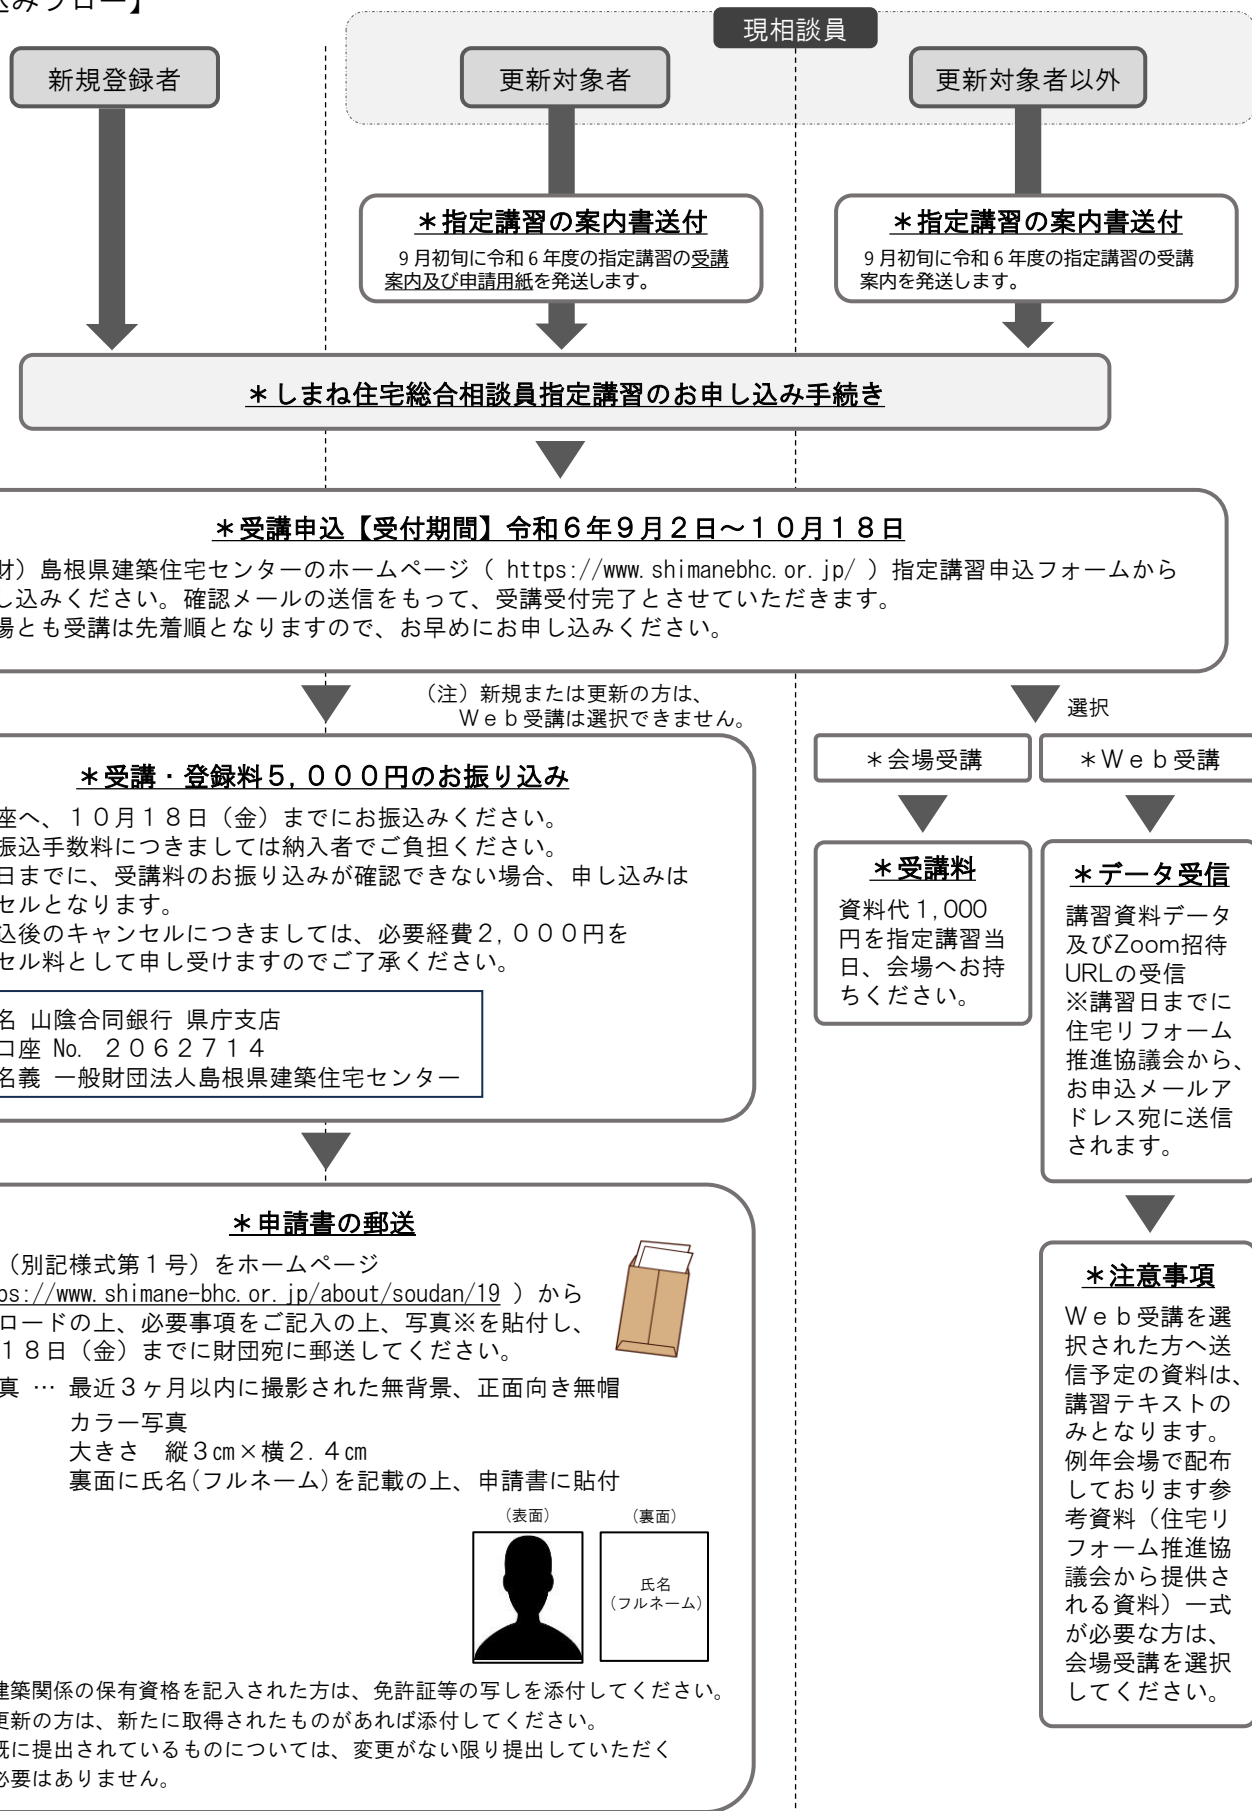 込みフロー】
現相談員
新規登録者
更新対象者
更新対象者以外
＊指定講習の案内書送付
９月初旬に令和６年度の指定講習の受講
案内及び申請用紙を発送します。
＊指定講習の案内書送付
９月初旬に令和６年度の指定講習の受講
案内を発送します。
＊しまね住宅総合相談員指定講習のお申し込み手続き
＊受講申込【受付期間】令和６年９月２日～１０月１８日
財）島根県建築住宅センターのホームページ（ https://www.shimanebhc.or.jp/ ）指定講習申込フォームから
し込みください。確認メールの送信をもって、受講受付完了とさせていただきます。
場とも受講は先着順となりますので、お早めにお申し込みください。
（注）新規または更新の方は、
Ｗｅｂ受講は選択できません。
選択
＊会場受講
＊Ｗｅｂ受講
＊受講・登録料５,０００円のお振り込み
座へ、１０月１８日（金）までにお振込みください。
振込手数料につきましては納入者でご負担ください。
日までに、受講料のお振り込みが確認できない場合、申し込みは
セルとなります。
込後のキャンセルにつきましては、必要経費２,０００円を
セル料として申し受けますのでご了承ください。
名 山陰合同銀行 県庁支店
口座 No. ２０６２７１４
名義 一般財団法人島根県建築住宅センター
＊受講料
資料代１,000
円を指定講習当
日、会場へお持
ちください。
＊データ受信
講習資料データ
及びZoom招待
URLの受信
※講習日までに
住宅リフォーム
推進協議会から、
お申込メールア
ドレス宛に送信
されます。
＊申請書の郵送
（別記様式第１号）をホームページ
ps://www.shimane-bhc.or.jp/about/soudan/19 ）から
ロードの上、必要事項をご記入の上、写真※を貼付し、
１８日（金）までに財団宛に郵送してください。
真 … 最近３ヶ月以内に撮影された無背景、正面向き無帽
カラー写真
大きさ　縦３㎝×横２.４㎝
裏面に氏名(フルネーム)を記載の上、申請書に貼付
（表面）
（裏面）
氏名
(フルネーム)
建築関係の保有資格を記入された方は、免許証等の写しを添付してください。
更新の方は、新たに取得されたものがあれば添付してください。
既に提出されているものについては、変更がない限り提出していただく
必要はありません。
＊注意事項
Ｗｅｂ受講を選
択された方へ送
信予定の資料は、
講習テキストの
みとなります。
例年会場で配布
しております参
考資料（住宅リ
フォーム推進協
議会から提供さ
れる資料）一式
が必要な方は、
会場受講を選択
してください。